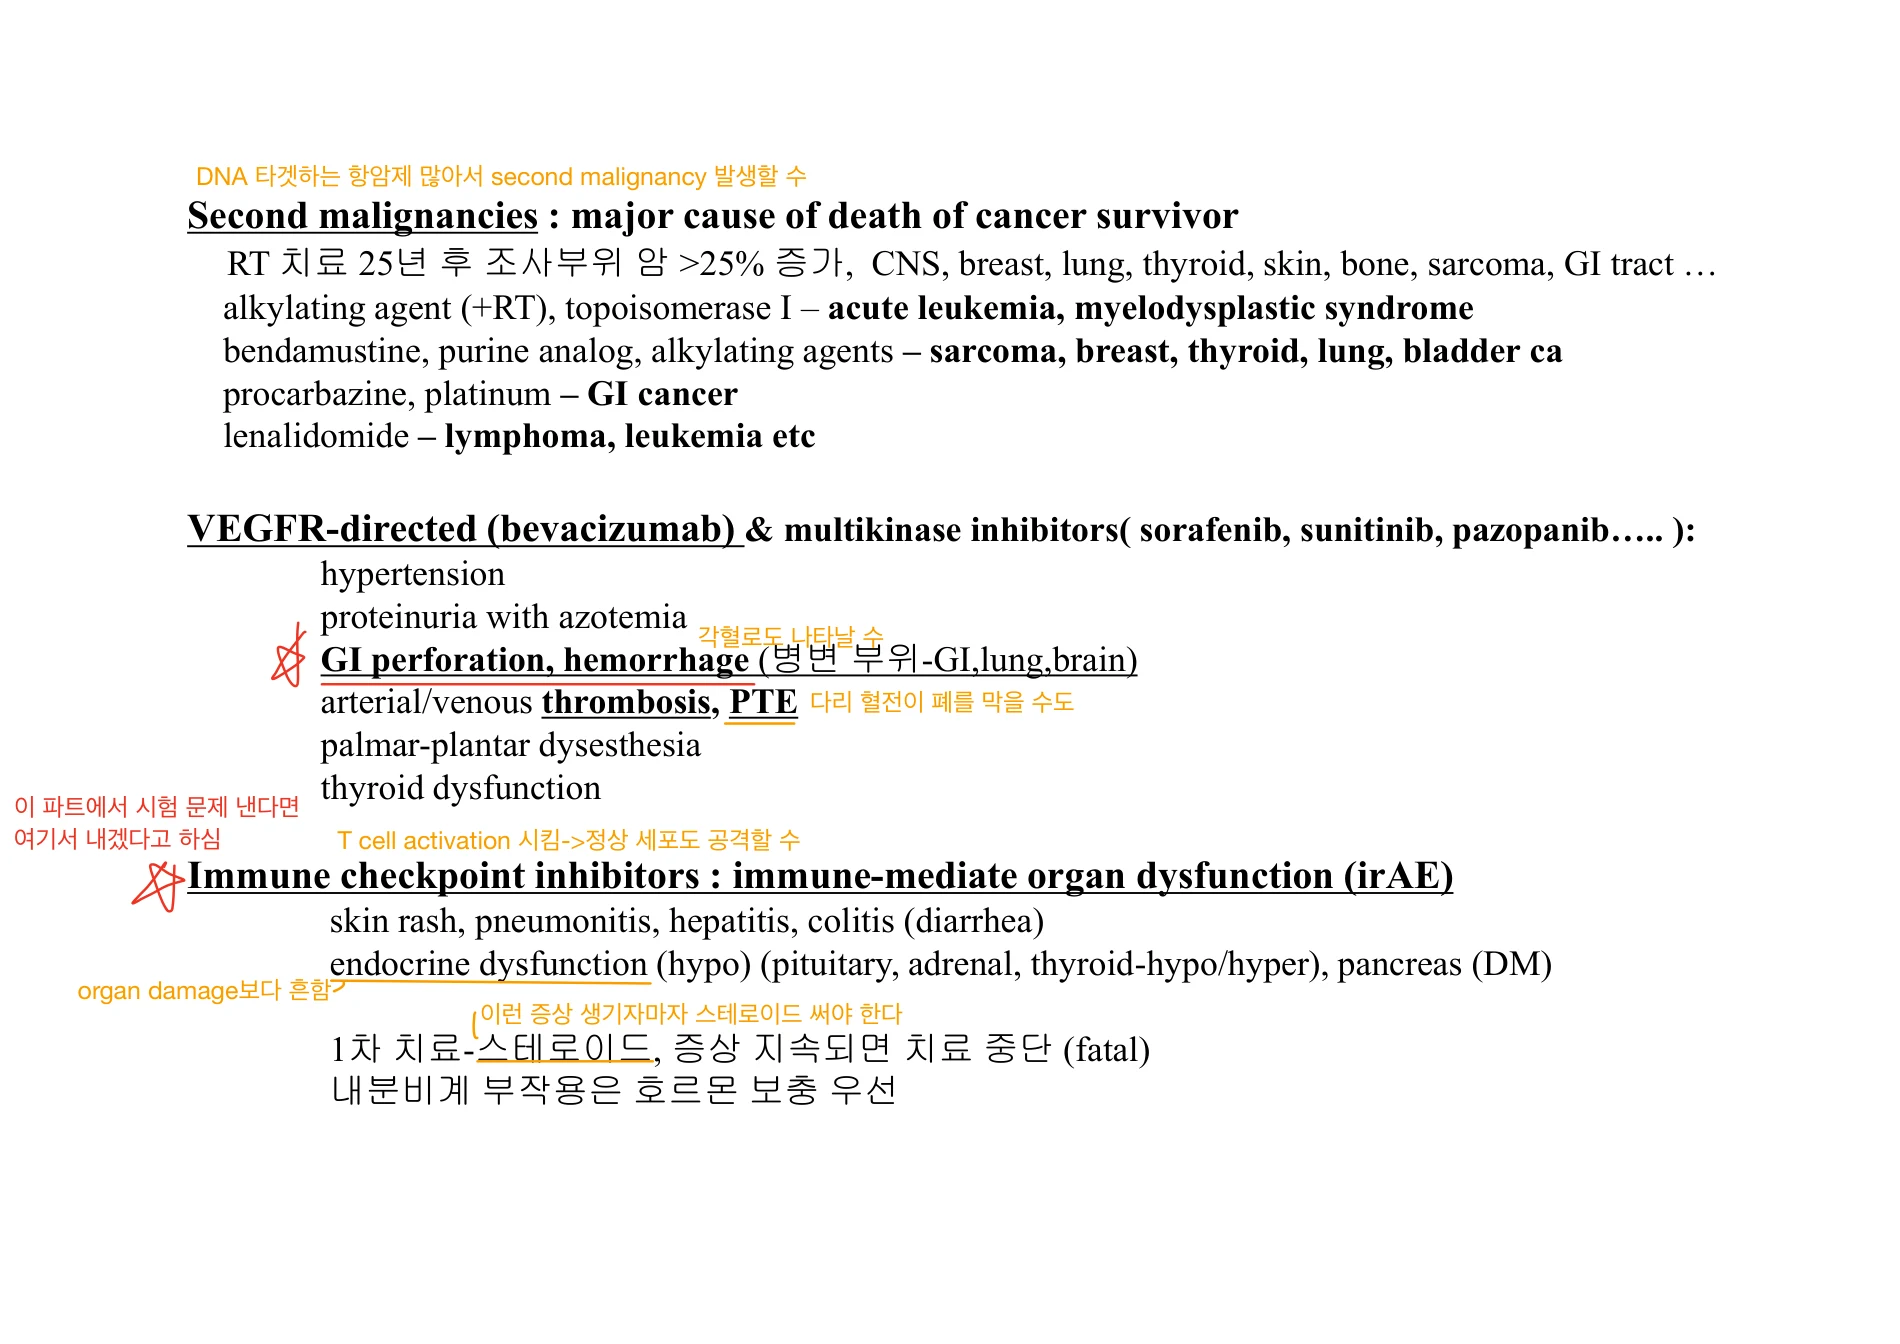 DNA 타겟하는 항암제 많아서 second malignancy 발생할 수
Second malignancies : major cause of death of cancer survivor
RT 치료 25년 후 조사부위 암 >25% 증가, CNS, breast, lung, thyroid, skin, bone, sarcoma, GI tract …
alkylating agent (+RT), topoisomerase I – acute leukemia, myelodysplastic syndrome
bendamustine, purine analog, alkylating agents – sarcoma, breast, thyroid, lung, bladder ca
procarbazine, platinum – GI cancer
lenalidomide – lymphoma, leukemia etc
VEGFR-directed (bevacizumab) & multikinase inhibitors( sorafenib, sunitinib, pazopanib….. ):
hypertension
proteinuria with azotemia
각혈로도 나타날 수
GI perforation, hemorrhage (병변 부위-GI,lung,brain)
arterial/venous thrombosis, PTE 다리 혈전이 폐를 막을 수도
palmar-plantar dysesthesia
thyroid dysfunction
이 파트에서 시험 문제 낸다면
여기서 내겠다고 하심
T cell activation 시킴->정상 세포도 공격할 수
Immune checkpoint inhibitors : immune-mediate organ dysfunction (irAE)
skin rash, pneumonitis, hepatitis, colitis (diarrhea)
endocrine dysfunction (hypo) (pituitary, adrenal, thyroid-hypo/hyper), pancreas (DM)
organ damage보다 흔함
이런 증상 생기자마자 스테로이드 써야 한다
1차 치료-스테로이드, 증상 지속되면 치료 중단 (fatal)
내분비계 부작용은 호르몬 보충 우선